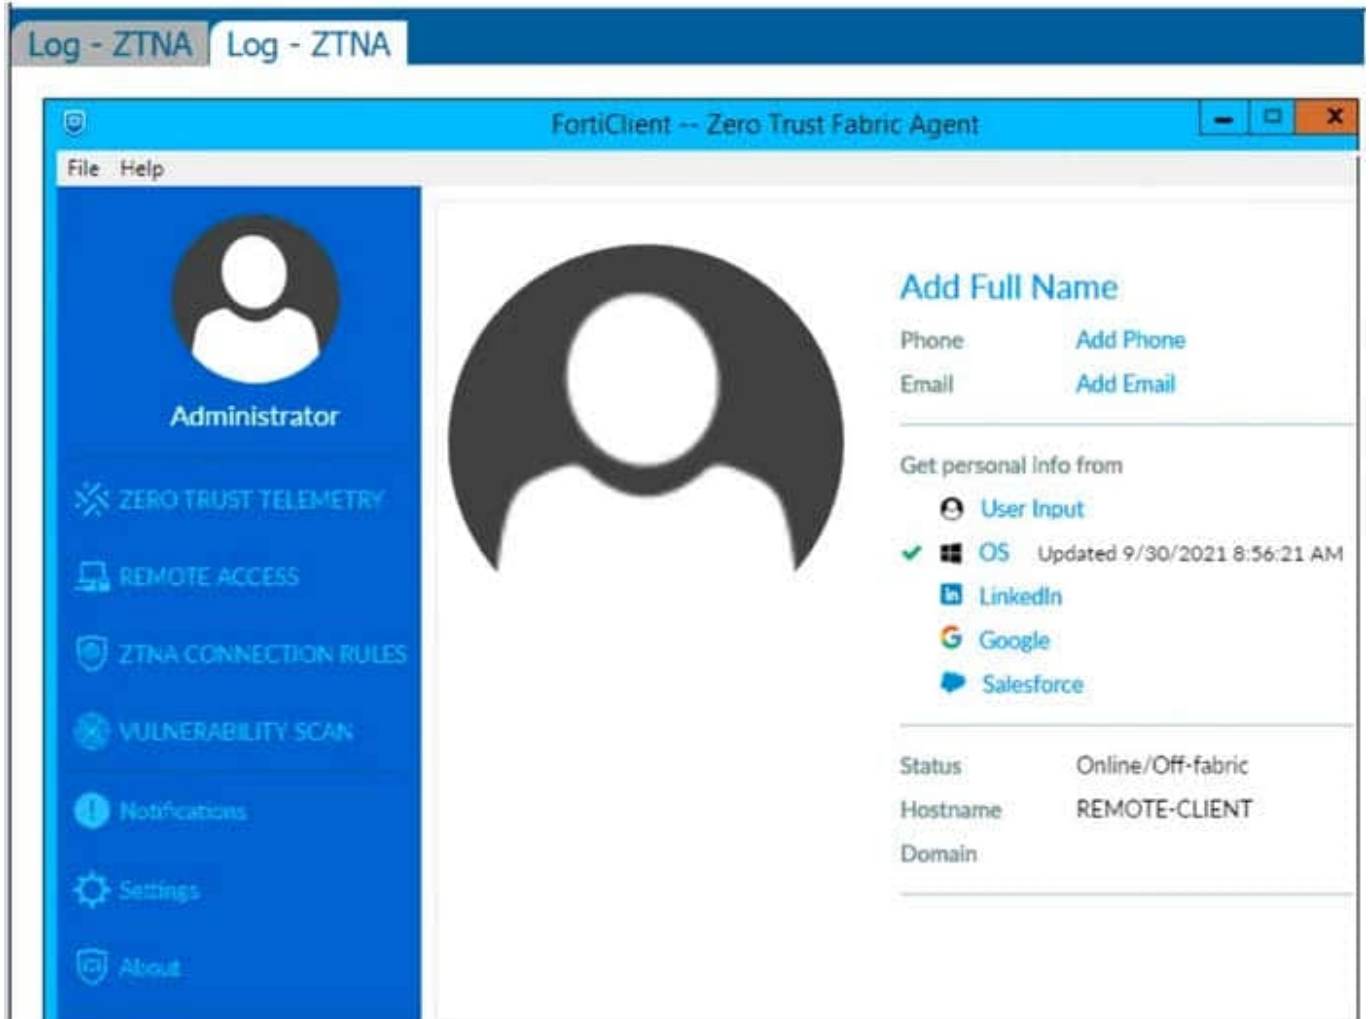 Log - ZTNA Log - ZTNA
FortiClient -- Zero Trust Fabric Agent
File Help
Administrator
ZERO TRUST TELEMETRY
REMOTE ACCESS
ZTNA CONNECTION RULES
VULNERABILITY SCAN
Notifications
Settings
About
Add Full Name
Phone Add Phone
Email Add Email
Get personal info from
User Input
OS Updated 9/30/2021 8:56:21 AM
LinkedIn
Google
Salesforce
Status Online/Off-fabric
Hostname REMOTE-CLIENT
Domain